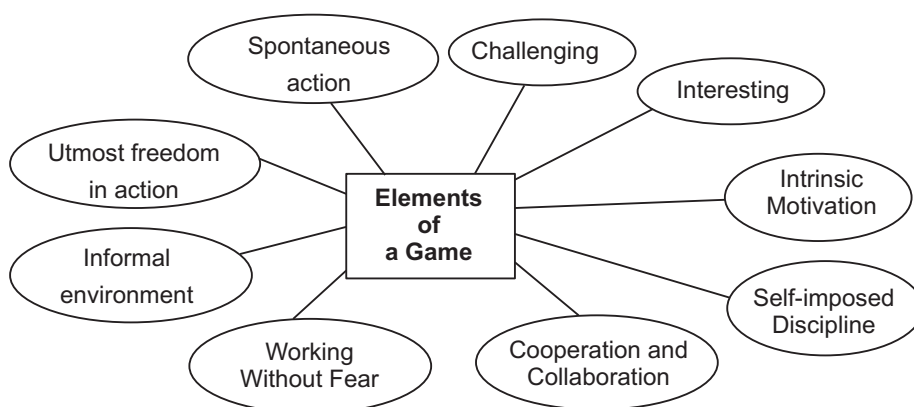 Spontaneous
action
Challenging
Interesting
Utmost freedom
in action
Elements
of
a Game
Intrinsic
Motivation
Informal
environment
Self-imposed
Discipline
Working
Without Fear
Cooperation and
Collaboration